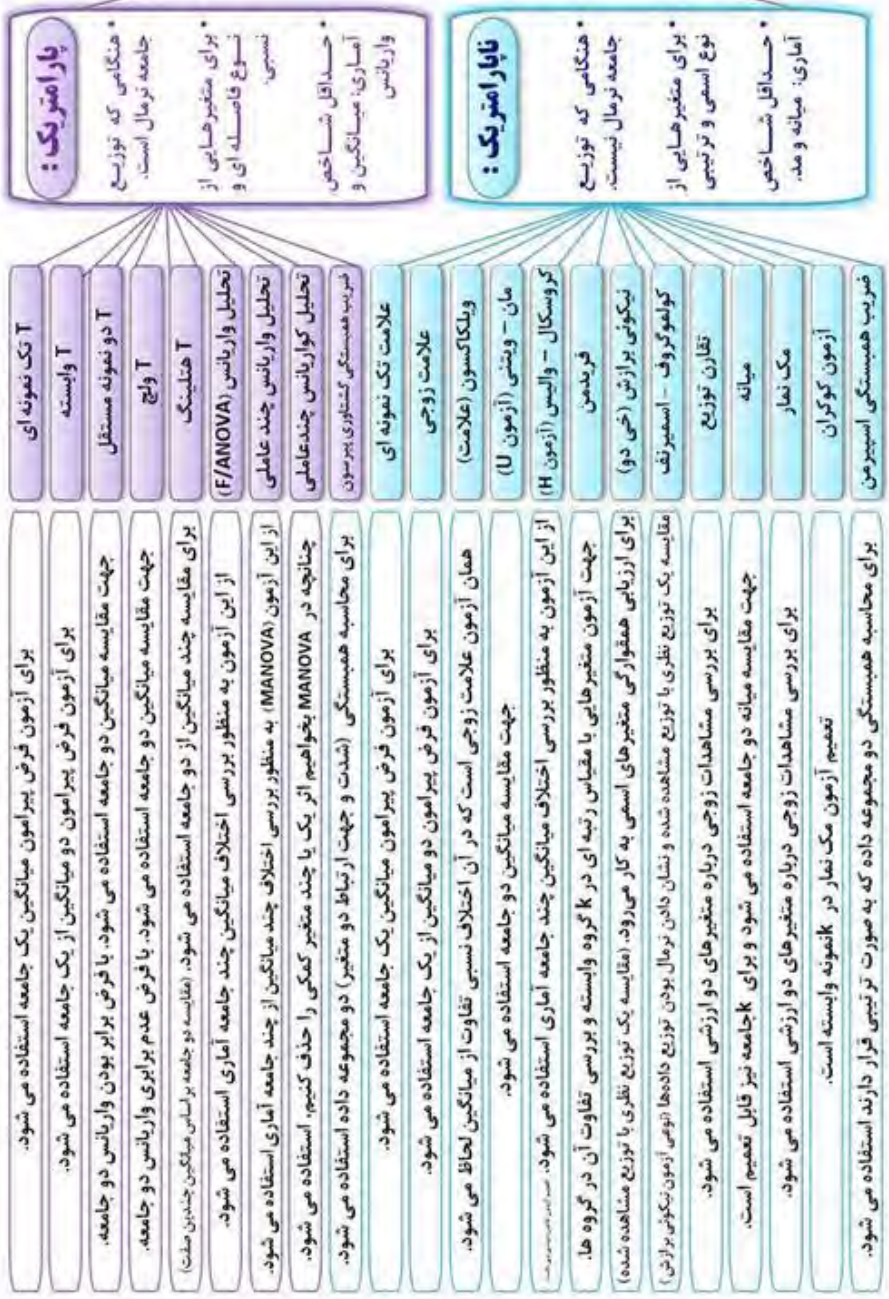 پارامتریک :
• هنگامی که توزیع
جامعه نرمال است.
• برای متغیرهایی از
نوع فاصله ای و
نسبی.
• حداقل شاخص
آماری: میانگین و
واریانس
T تک نمونه ای
برای آزمون فرض پیرامون میانگین یک جامعه استفاده می شود.
T وابسته
برای آزمون فرض پیرامون دو میانگین از یک جامعه استفاده می شود.
T دو نمونه مستقل
جهت مقایسه میانگین دو جامعه استفاده می شود. با فرض برابر بودن واریانس دو جامعه.
T ولچ
جهت مقایسه میانگین دو جامعه استفاده می شود. با فرض عدم برابری واریانس دو جامعه.
T هتلینگ
برای مقایسه چند میانگین از دو جامعه استفاده می شود. (مقایسه دو جامعه براساس میانگین چندین صفت)
تحلیل واریانس (F/ANOVA)
از این آزمون به منظور بررسی اختلاف میانگین چند جامعه آماری استفاده می شود.
تحلیل واریانس چند عاملی
از این آزمون (MANOVA) به منظور بررسی اختلاف چند میانگین از چند جامعه آماری استفاده می شود.
تحلیل کواریانس چندعاملی
چنانچه در MANOVA بخواهیم اثر یک یا چند متغیر کمکی را حذف کنیم، استفاده می شود.
ضریب همبستگی گشتاوری پیرسون
برای محاسبه همبستگی (شدت و جهت ارتباط دو متغیر) دو مجموعه داده استفاده می شود.
ناپارامتریک :
• هنگامی که توزیع
جامعه نرمال نیست.
• برای متغیرهایی از
نوع اسمی و ترتیبی
• حداقل شاخص
آماری: میانه و مد.
علامت تک نمونه ای
برای آزمون فرض پیرامون میانگین یک جامعه استفاده می شود.
علامت زوجی
برای آزمون فرض پیرامون دو میانگین از یک جامعه استفاده می شود.
ویلکاکسون (علامت)
همان آزمون علامت زوجی است که در آن اختلاف نسبی تفاوت از میانگین لحاظ می شود.
مان - ویتنی (آزمون U)
جهت مقایسه میانگین دو جامعه استفاده می شود.
کروسکال - والیس (آزمون H)
از این آزمون به منظور بررسی اختلاف میانگین چند جامعه آماری استفاده می شود.
فریدمن
جهت آزمون متغیرهایی با مقیاس رتبه ای در k گروه وابسته و بررسی تفاوت آن در گروه ها.
نیکوئی برازش (خی دو)
برای ارزیابی همقوارگی متغیرهای اسمی به کار می‌رود. (مقایسه یک توزیع نظری با توزیع مشاهده شده)
کولموگروف - اسمیرنف
مقایسه یک توزیع نظری با توزیع مشاهده شده و نشان دادن نرمال بودن توزیع داده‌ها (نوعی آزمون نیکوئی برازش)
تقارن توزیع
برای بررسی مشاهدات زوجی درباره متغیرهای دو ارزشی استفاده می شود.
میانه
جهت مقایسه میانه دو جامعه استفاده می شود و برای kجامعه نیز قابل تعمیم است.
مک نمار
برای بررسی مشاهدات زوجی درباره متغیرهای دو ارزشی استفاده می شود.
آزمون کوکران
تعمیم آزمون مک نمار در kنمونه وابسته است.
ضریب همبستگی اسپیرمن
برای محاسبه همبستگی دو مجموعه داده که به صورت ترتیبی قرار دارند استفاده می شود.